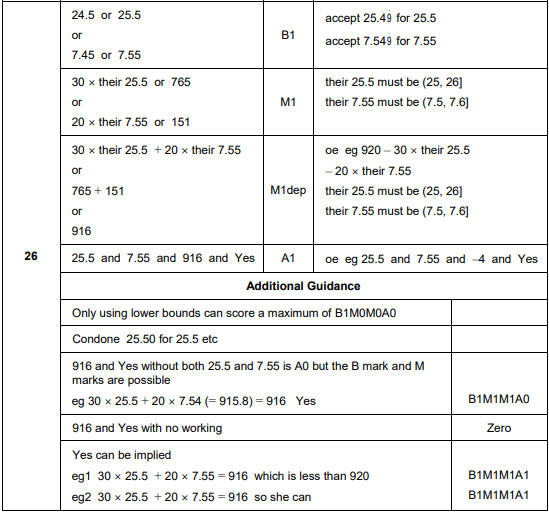 24.5 or 25.5
or
7.45 or 7.55
B1
accept 25.49̇ for 25.5
accept 7.549̇ for 7.55
30 × their 25.5 or 765
or
20 × their 7.55 or 151
M1
their 25.5 must be (25, 26]
their 7.55 must be (7.5, 7.6]
30 × their 25.5 + 20 × their 7.55
or
765 + 151
or
916
M1dep
oe eg 920 – 30 × their 25.5
– 20 × their 7.55
their 25.5 must be (25, 26]
their 7.55 must be (7.5, 7.6]
26
25.5 and 7.55 and 916 and Yes
A1
oe eg 25.5 and 7.55 and –4 and Yes
Additional Guidance
Only using lower bounds can score a maximum of B1M0M0A0
Condone 25.50 for 25.5 etc
916 and Yes without both 25.5 and 7.55 is A0 but the B mark and M
marks are possible
eg 30 × 25.5 + 20 × 7.54 (= 915.8) = 916 Yes
B1M1M1A0
916 and Yes with no working
Zero
Yes can be implied
eg1 30 × 25.5 + 20 × 7.55 = 916 which is less than 920
B1M1M1A1
eg2 30 × 25.5 + 20 × 7.55 = 916 so she can
B1M1M1A1